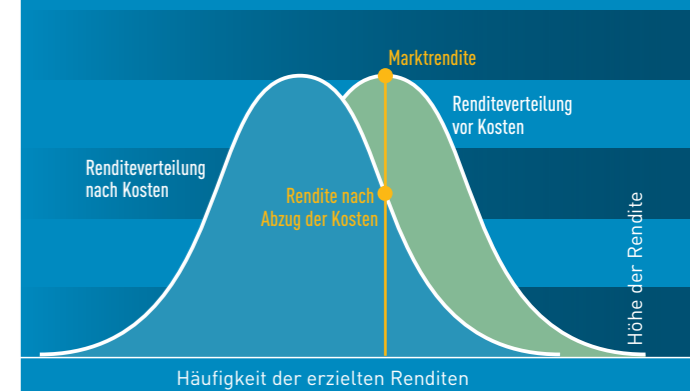 Marktrendite
Renditeverteilung
vor Kosten
Renditeverteilung
nach Kosten
Rendite nach
Abzug der Kosten
Höhe der Rendite
Häufigkeit der erzielten Renditen